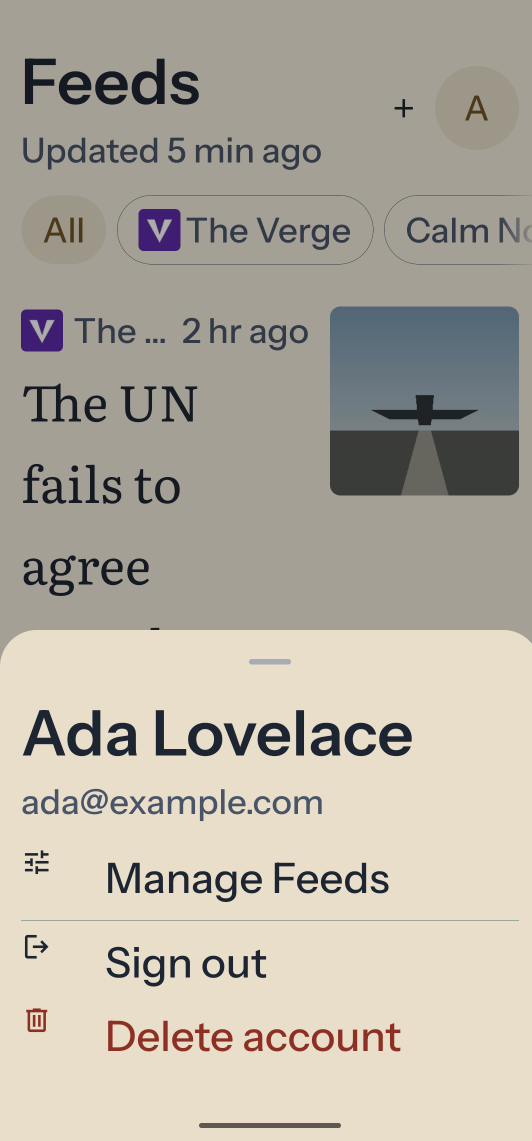 Feeds
Updated 5 min ago
+
A
All
V The Verge
Calm
V The ... 2 hr ago
The UN
fails to
agree
Ada Lovelace
ada@example.com
Manage Feeds
Sign out
Delete account